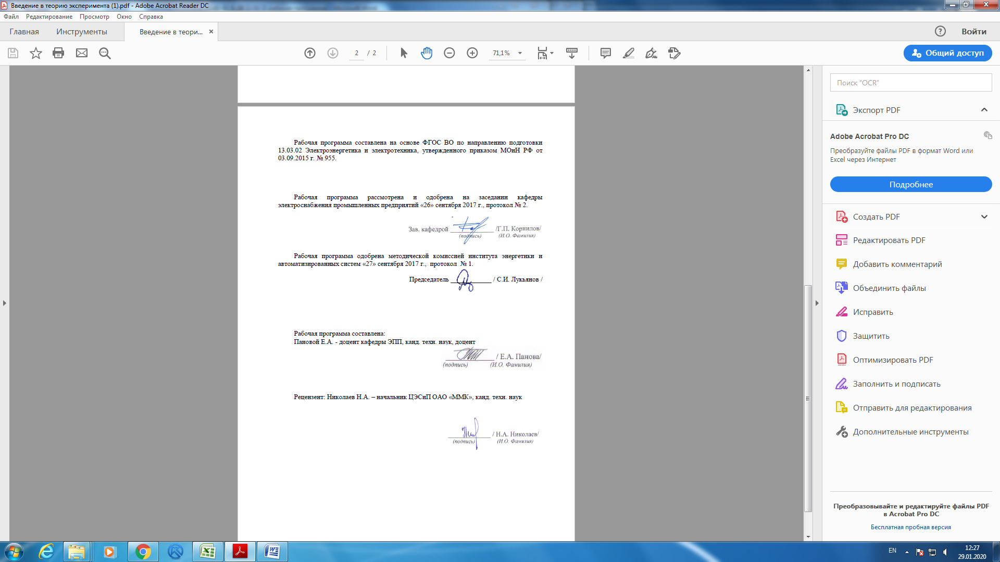 Введение в теорию эксперимента (1).pdf - Adobe Acrobat Reader DC
Файл Редактирование Просмотр Окно Справка
Главная Инструменты Введение в теори... ×
Войти
2 / 2 71,1% Общий доступ
Рабочая программа составлена на основе ФГОС ВО по направлению подготовки
13.03.02 Электроэнергетика и электротехника, утвержденного приказом МОиН РФ от
03.09.2015 г. № 955.
Рабочая программа рассмотрена и одобрена на заседании кафедры
электроснабжения промышленных предприятий «26» сентября 2017 г., протокол № 2.
Зав. кафедрой /Г.П. Корнилов/
(подпись) (И.О. Фамилия)
Рабочая программа одобрена методической комиссией института энергетики и
автоматизированных систем «27» сентября 2017 г., протокол № 1.
Председатель / С.И. Лукьянов /
Рабочая программа составлена:
Пановой Е.А. - доцент кафедры ЭПП, канд. техн. наук, доцент
/ Е.А. Панова/
(подпись) (И.О. Фамилия)
Рецензент: Николаев Н.А. – начальник ЦЭСиП ОАО «ММК», канд. техн. наук
/ Н.А. Николаев/
(подпись) (И.О. Фамилия)
Поиск "OCR"
Экспорт PDF
Adobe Acrobat Pro DC
Преобразуйте файлы PDF в формат Word или
Excel через Интернет
Подробнее
Создать PDF
Редактировать PDF
Добавить комментарий
Объединить файлы
Исправить
Защитить
Оптимизировать PDF
Заполнить и подписать
Отправить для редактирования
Дополнительные инструменты
Преобразовывайте и редактируйте файлы PDF
в Acrobat Pro DC
Бесплатная пробная версия
EN
12:27
29.01.2020